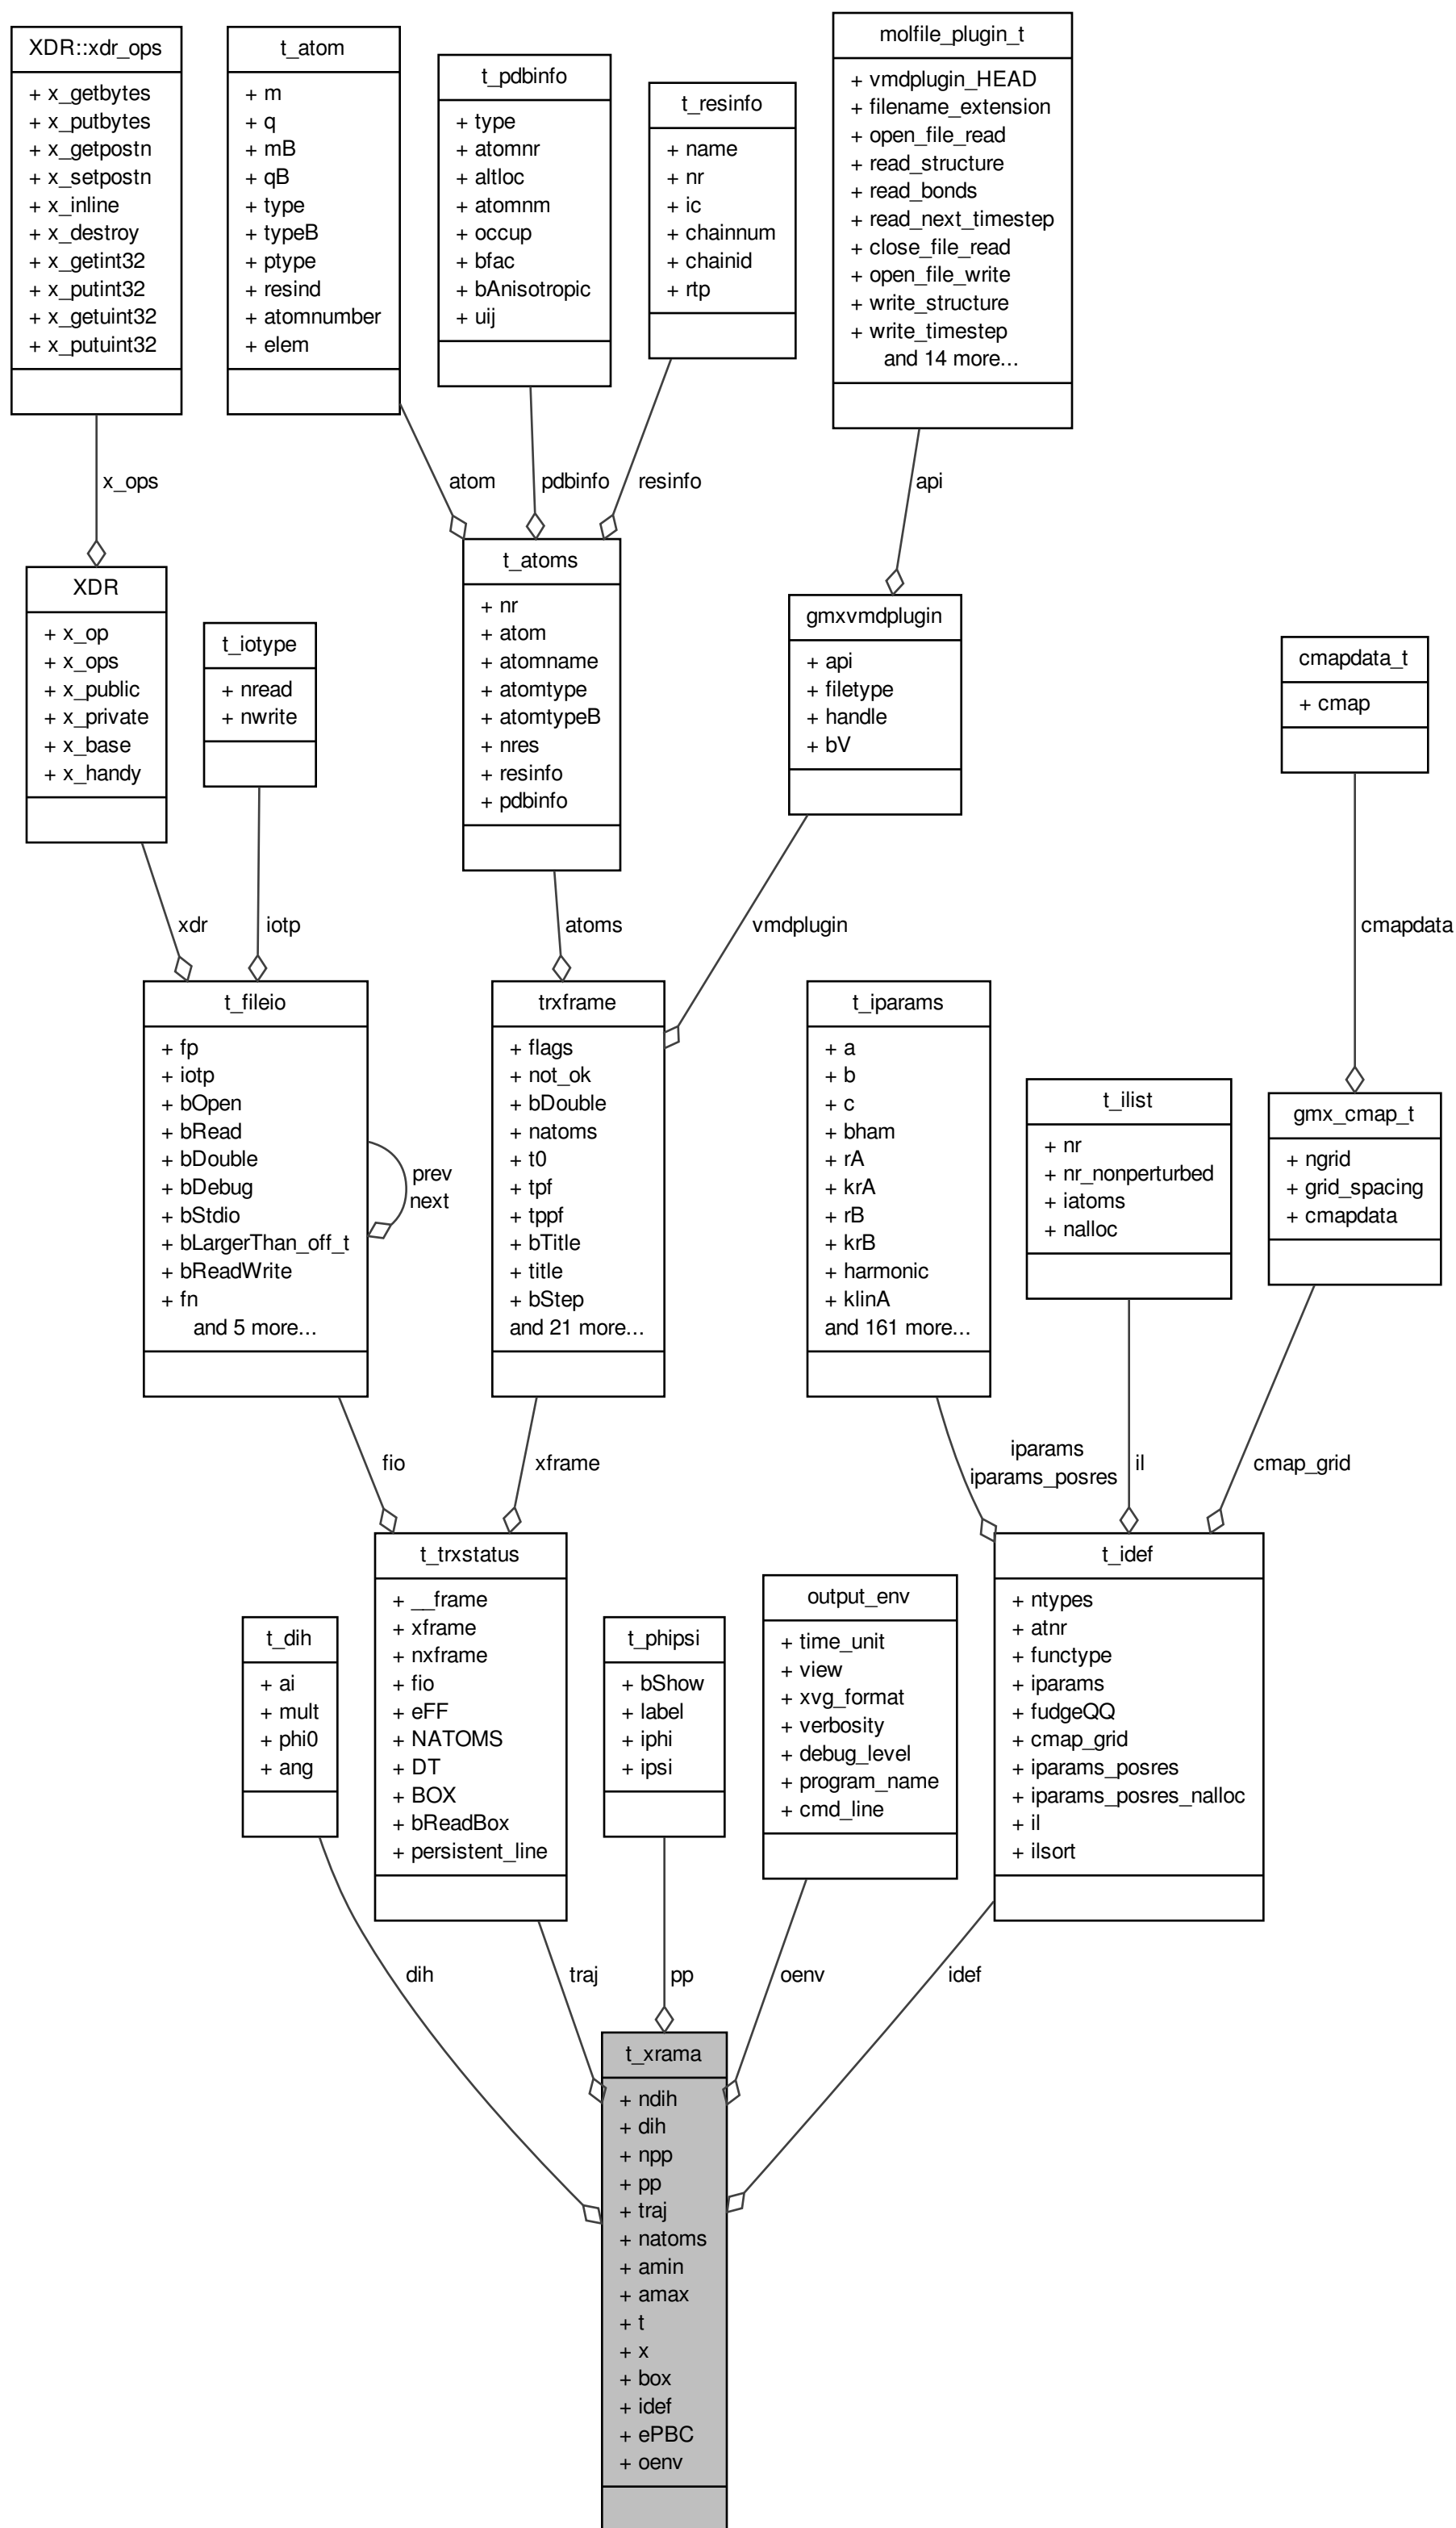 XDR::xdr_ops
+ x_getbytes
+ x_putbytes
+ x_getpostn
+ x_setpostn
+ x_inline
+ x_destroy
+ x_getint32
+ x_putint32
+ x_getuint32
+ x_putuint32
t_atom
+ m
+ q
+ mB
+ qB
+ type
+ typeB
+ ptype
+ resind
+ atomnumber
+ elem
t_pdbinfo
+ type
+ atomnr
+ altloc
+ atomnm
+ occup
+ bfac
+ bAnisotropic
+ uij
t_resinfo
+ name
+ nr
+ ic
+ chainnum
+ chainid
+ rtp
molfile_plugin_t
+ vmdplugin_HEAD
+ filename_extension
+ open_file_read
+ read_structure
+ read_bonds
+ read_next_timestep
+ close_file_read
+ open_file_write
+ write_structure
+ write_timestep
and 14 more...
x_ops
atom
pdbinfo
resinfo
api
XDR
+ x_op
+ x_ops
+ x_public
+ x_private
+ x_base
+ x_handy
t_iotype
+ nread
+ nwrite
t_atoms
+ nr
+ atom
+ atomname
+ atomtype
+ atomtypeB
+ nres
+ resinfo
+ pdbinfo
gmxvmdplugin
+ api
+ filetype
+ handle
+ bV
cmapdata_t
+ cmap
xdr
iotp
atoms
vmdplugin
cmapdata
t_fileio
+ fp
+ iotp
+ bOpen
+ bRead
+ bDouble
+ bDebug
+ bStdio
+ bLargerThan_off_t
+ bReadWrite
+ fn
and 5 more...
prev
next
trxframe
+ flags
+ not_ok
+ bDouble
+ natoms
+ t0
+ tpf
+ tppf
+ bTitle
+ title
+ bStep
and 21 more...
t_iparams
+ a
+ b
+ c
+ bham
+ rA
+ krA
+ rB
+ krB
+ harmonic
+ klinA
and 161 more...
t_ilist
+ nr
+ nr_nonperturbed
+ iatoms
+ nalloc
gmx_cmap_t
+ ngrid
+ grid_spacing
+ cmapdata
fio
xframe
iparams
iparams_posres
il
cmap_grid
t_dih
+ ai
+ mult
+ phi0
+ ang
t_trxstatus
+ __frame
+ xframe
+ nxframe
+ fio
+ eFF
+ NATOMS
+ DT
+ BOX
+ bReadBox
+ persistent_line
t_phipsi
+ bShow
+ label
+ iphi
+ ipsi
output_env
+ time_unit
+ view
+ xvg_format
+ verbosity
+ debug_level
+ program_name
+ cmd_line
t_idef
+ ntypes
+ atnr
+ functype
+ iparams
+ fudgeQQ
+ cmap_grid
+ iparams_posres
+ iparams_posres_nalloc
+ il
+ ilsort
dih
traj
pp
oenv
idef
t_xrama
+ ndih
+ dih
+ npp
+ pp
+ traj
+ natoms
+ amin
+ amax
+ t
+ x
+ box
+ idef
+ ePBC
+ oenv